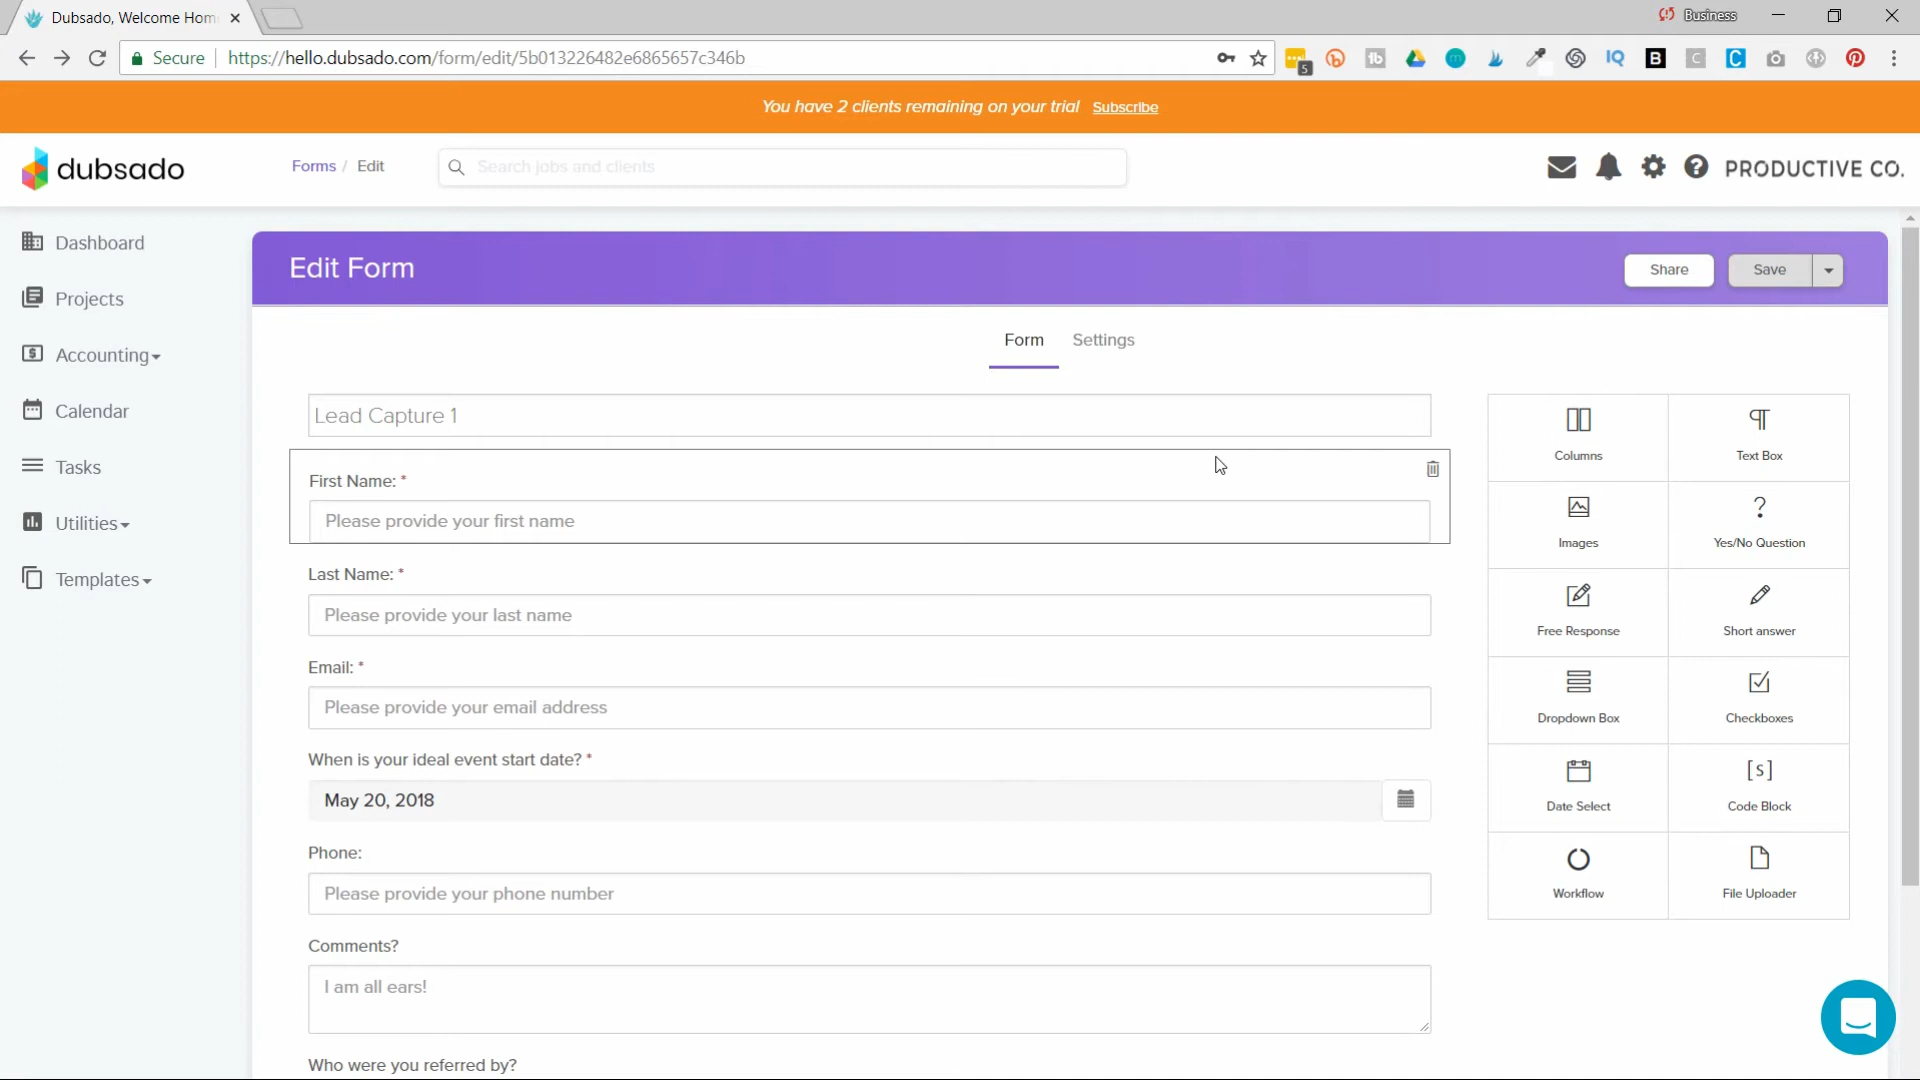 Dubsado, Welcome Hom
Business
Secure
https://hello.dubsado.com/form/edit/5b013226482e6865657c346b
5
tb
m
IQ
B
C
C
You have 2 clients remaining on your trial Subscribe
dubsado
Forms / Edit
Search jobs and clients
PRODUCTIVE CO.
Dashboard
Projects
Accounting
Calendar
Tasks
Utilities
Templates
Edit Form
Share
Save
Form
Settings
Lead Capture 1
First Name: *
Please provide your first name
Last Name: *
Please provide your last name
Email: *
Please provide your email address
When is your ideal event start date? *
May 20, 2018
Phone:
Please provide your phone number
Comments?
I am all ears!
Who were you referred by?
Columns
Text Box
Images
?
Yes/No Question
Free Response
Short answer
Dropdown Box
Checkboxes
Date Select
[s]
Code Block
Workflow
File Uploader